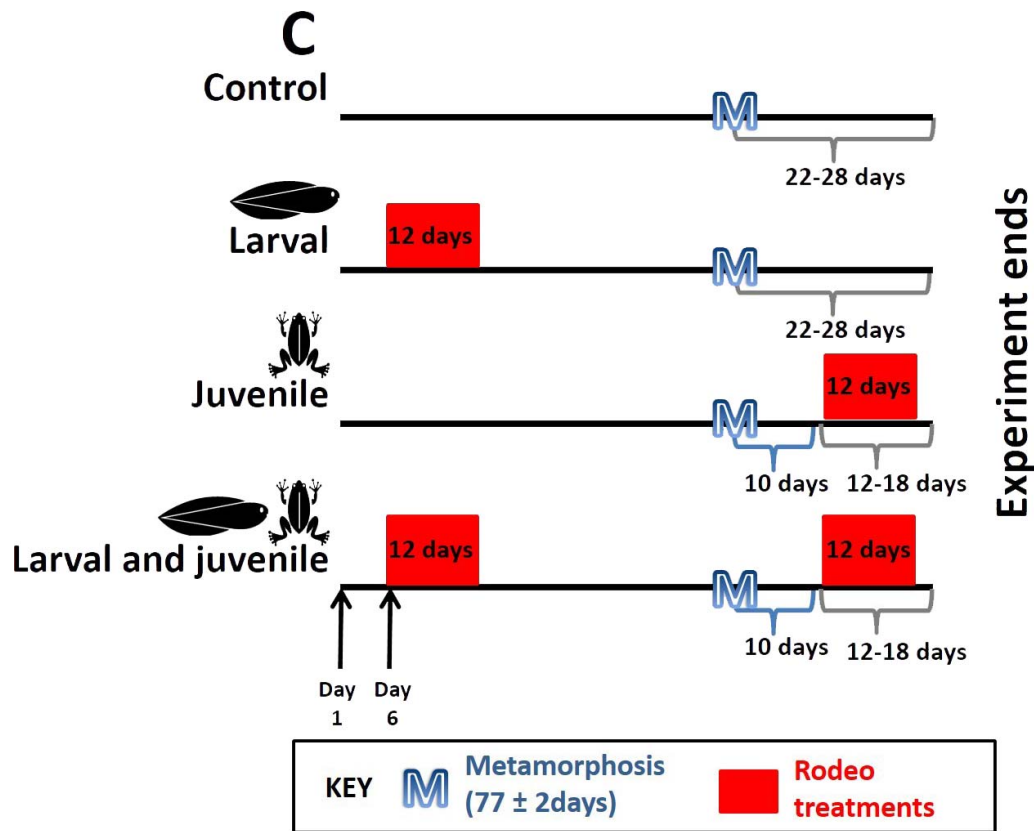 C
Control
M
22-28 days
Larval
12 days
M
22-28 days
Juvenile
12 days
M
10 days
12-18 days
Larval and juvenile
12 days
12 days
M
10 days
12-18 days
Experiment ends
Day
1
Day
6
KEY
M
Metamorphosis
(77 ± 2days)
Rodeo
treatments